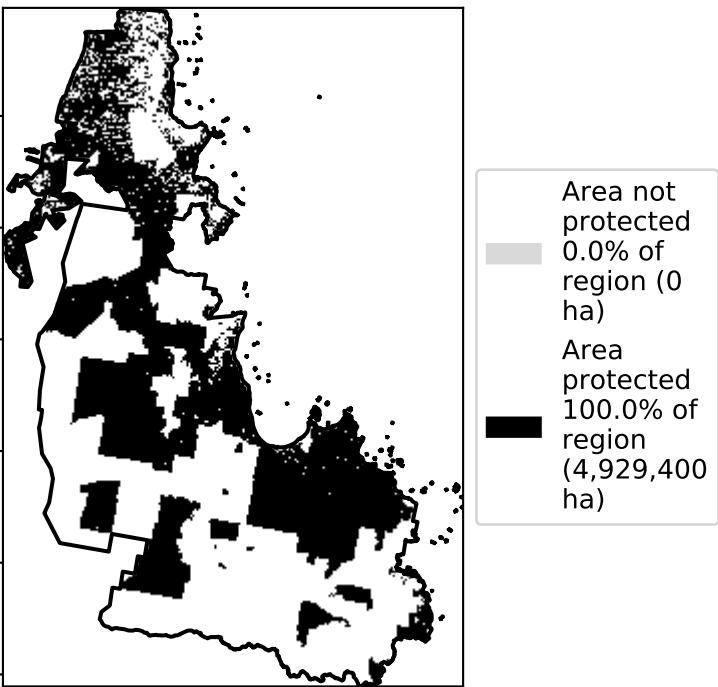 Area not
protected
0.0% of
region (0
ha)
Area
protected
100.0% of
region
(4,929,400
ha)